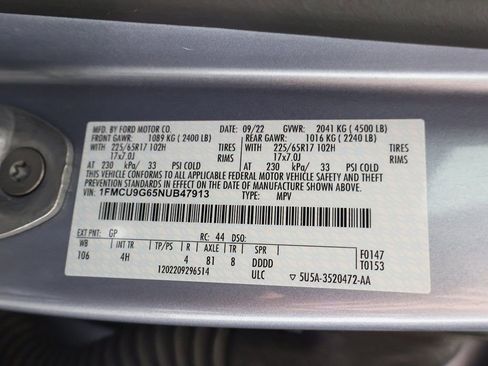 MFD. BY FORD MOTOR CO. 09/22 GVWR: 2041 KG (4500 LB)
FRONT GAWR: 1089 KG (2400 LB) REAR GAWR: 1016 KG (2240 LB)
WITH 225/65R17 102H TIRES WITH 225/65R17 102H TIRES
17x7.0J RIMS 17x7.0J RIMS
AT 230 kPa/ 33 PSI COLD AT 230 kPa/ 33 PSI COLD
THIS VEHICLE CONFORMS TO ALL APPLICABLE FEDERAL MOTOR VEHICLE SAFETY AND THEFT
PREVENTION STANDARDS IN EFFECT ON THE DATE OF MANUFACTURE SHOWN ABOVE.
VIN: 1FMCU9G65NUB47913 TYPE: MPV
EXT PNT: GP RC: 44 DSO: F0147
WB INT TR TP/PS R AXLE TR SPR T0153
106 4H 4 81 8 DDDD
1202209296514 ULC ▽ 5U5A-3520472-AA